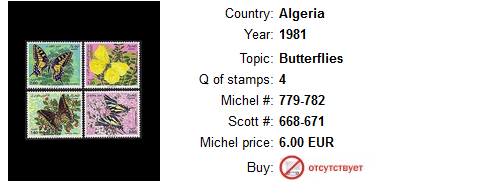 Country: Algeria
Year: 1981
Topic: Butterflies
Q of stamps: 4
Michel #: 779-782
Scott #: 668-671
Michel price: 6.00 EUR
Buy: отсутствует